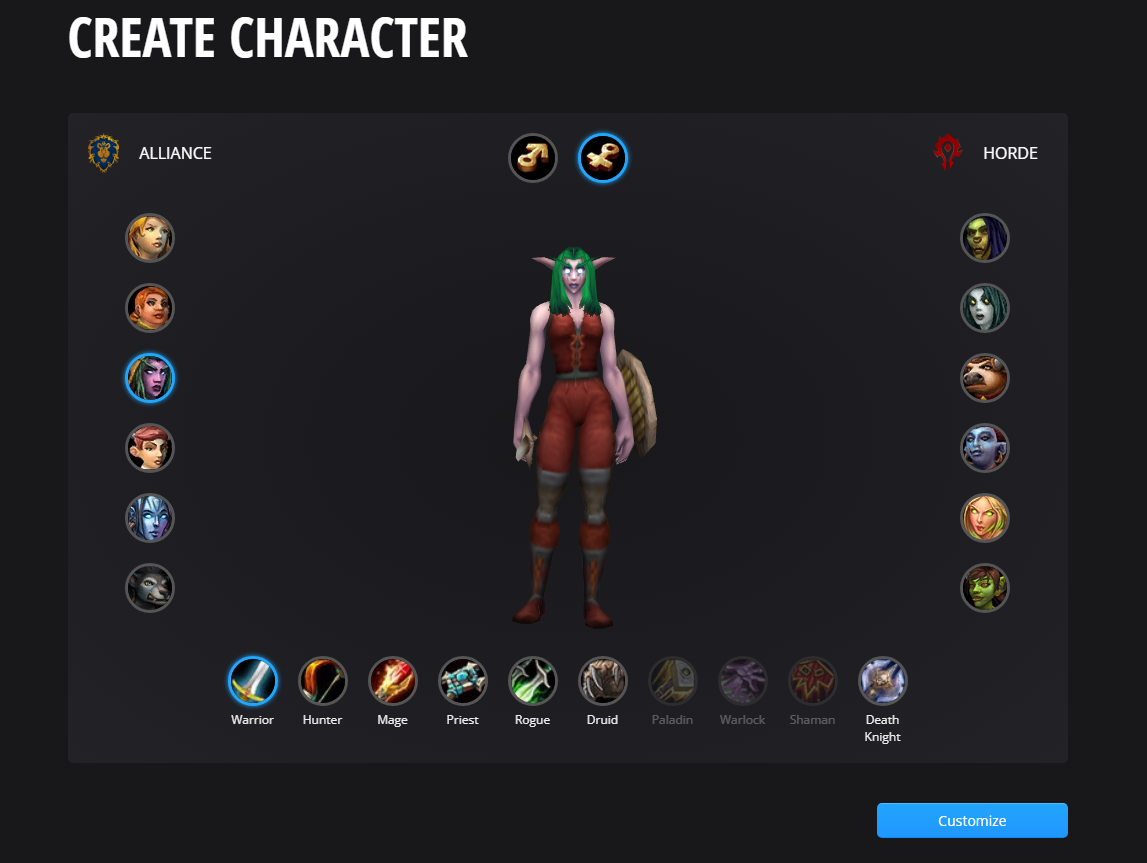 CREATE CHARACTER
ALLIANCE
HORDE
Warrior
Hunter
Mage
Priest
Rogue
Druid
Paladin
Warlock
Shaman
Death
Knight
Customize